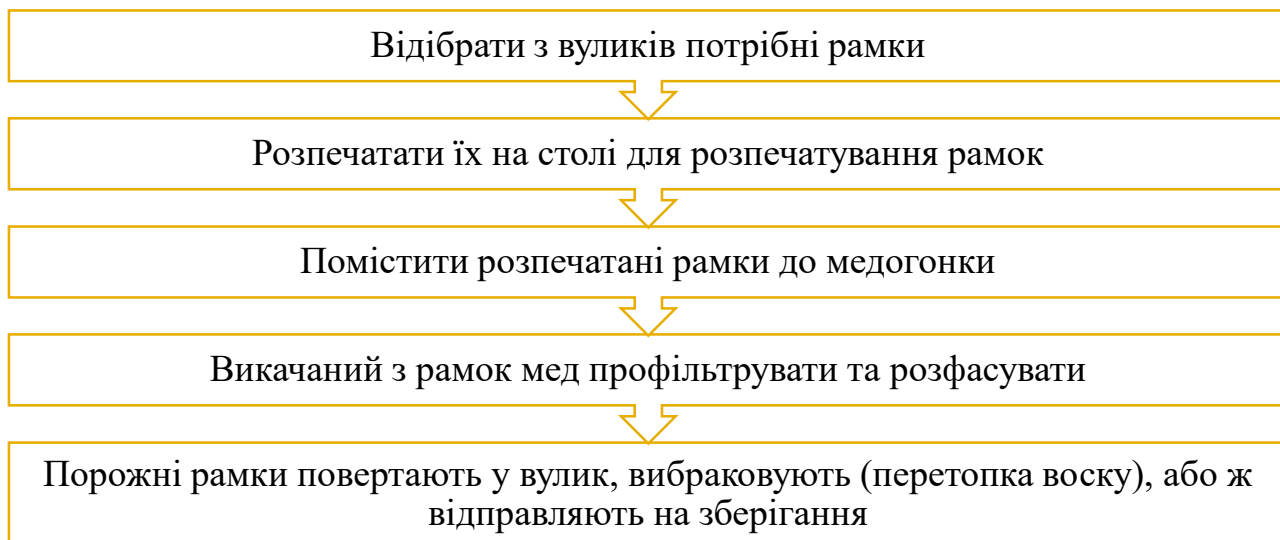 Відібрати з вуликів потрібні рамки
Розпечатати їх на столі для розпечатування рамок
Помістити розпечатані рамки до медогонки
Викачаний з рамок мед профільтрувати та розфасувати
Порожні рамки повертають у вулик, вибраковують (перетопка воску), або ж
відправляють на зберігання